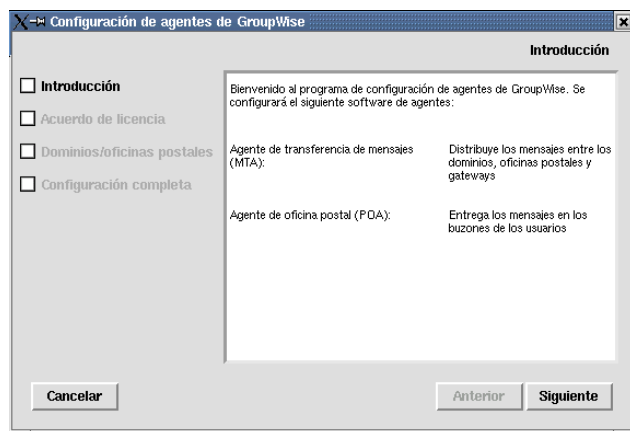 Configuración de agentes de GroupWise
Introducción
Introducción
Acuerdo de licencia
Dominios/oficinas postales
Configuración completa
Bienvenido al programa de configuración de agentes de GroupWise. Se
configurará el siguiente software de agentes:
Agente de transferencia de mensajes
(MTA):
Distribuye los mensajes entre los
dominios, oficinas postales y
gateways
Agente de oficina postal (POA):
Entrega los mensajes en los
buzones de los usuarios
Cancelar
Anterior
Siguiente